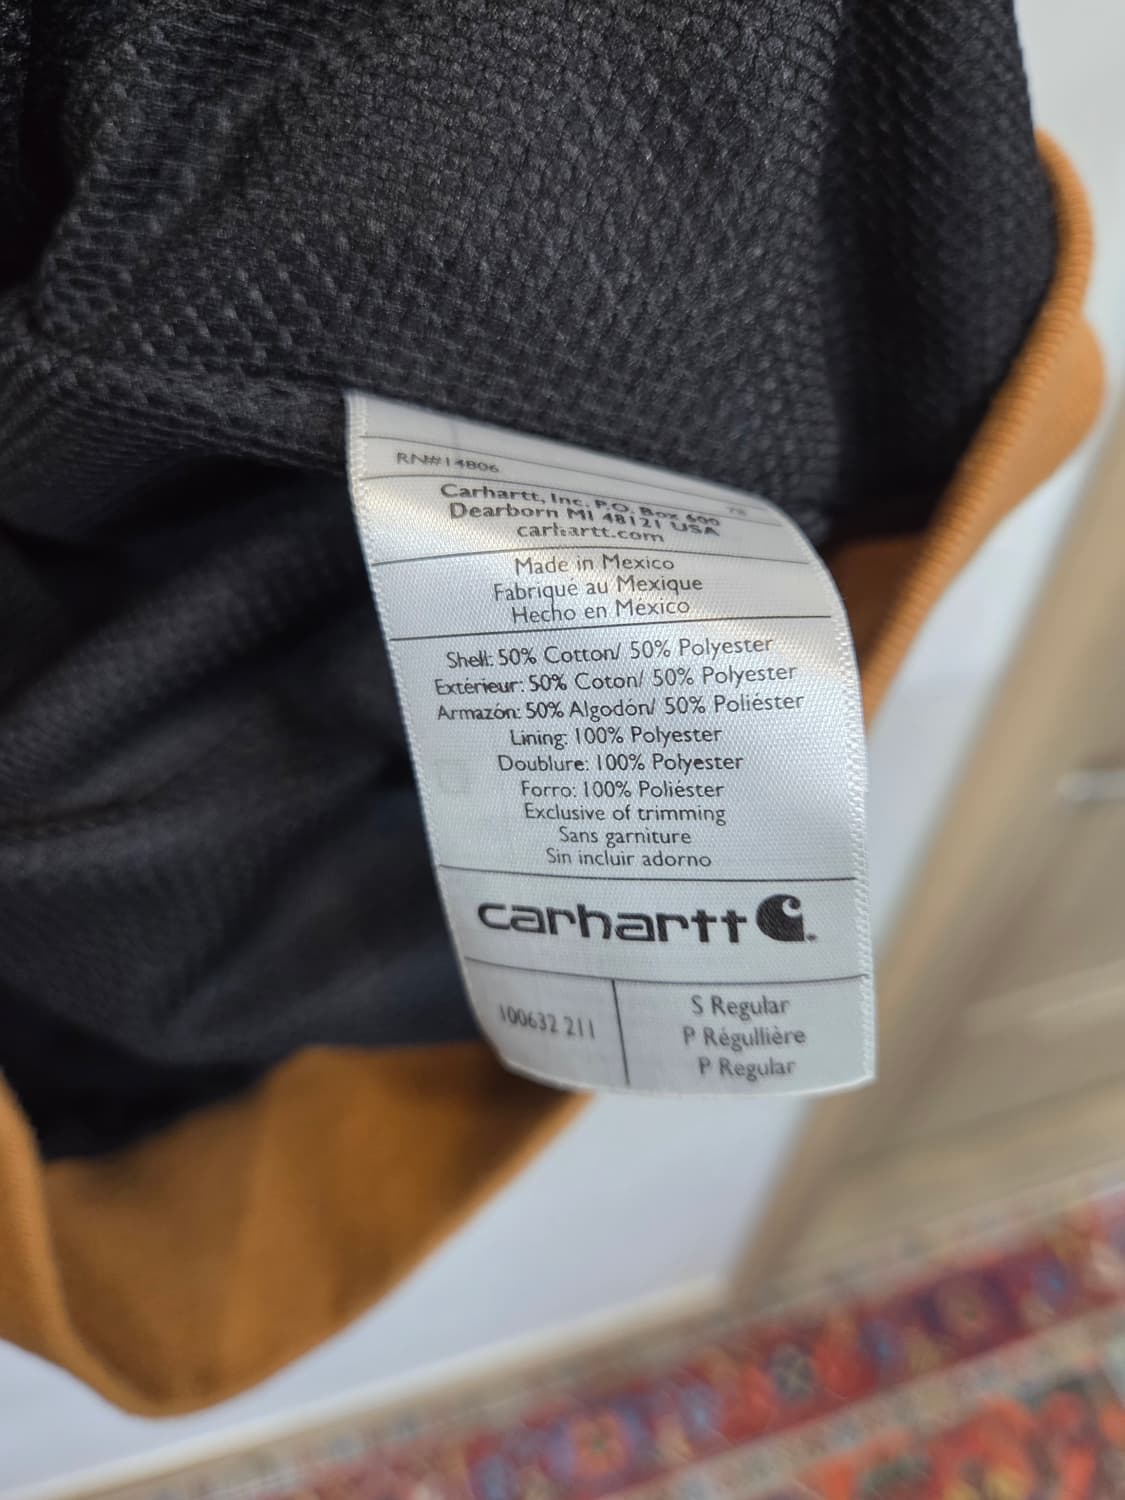 RN#14806
78
Carhartt, Inc. P.O. Box 600
Dearborn MI 48121 USA
carhartt.com
Made in Mexico
Fabriqué au Mexique
Hecho en México
Shell: 50% Cotton/ 50% Polyester
Extérieur: 50% Coton/ 50% Polyester
Armazón: 50% Algodón/ 50% Poliéster
Lining: 100% Polyester
Doublure: 100% Polyester
Forro: 100% Poliéster
Exclusive of trimming
Sans garniture
Sin incluir adorno
carhartt
100632 211
S Regular
P Régullière
P Regular